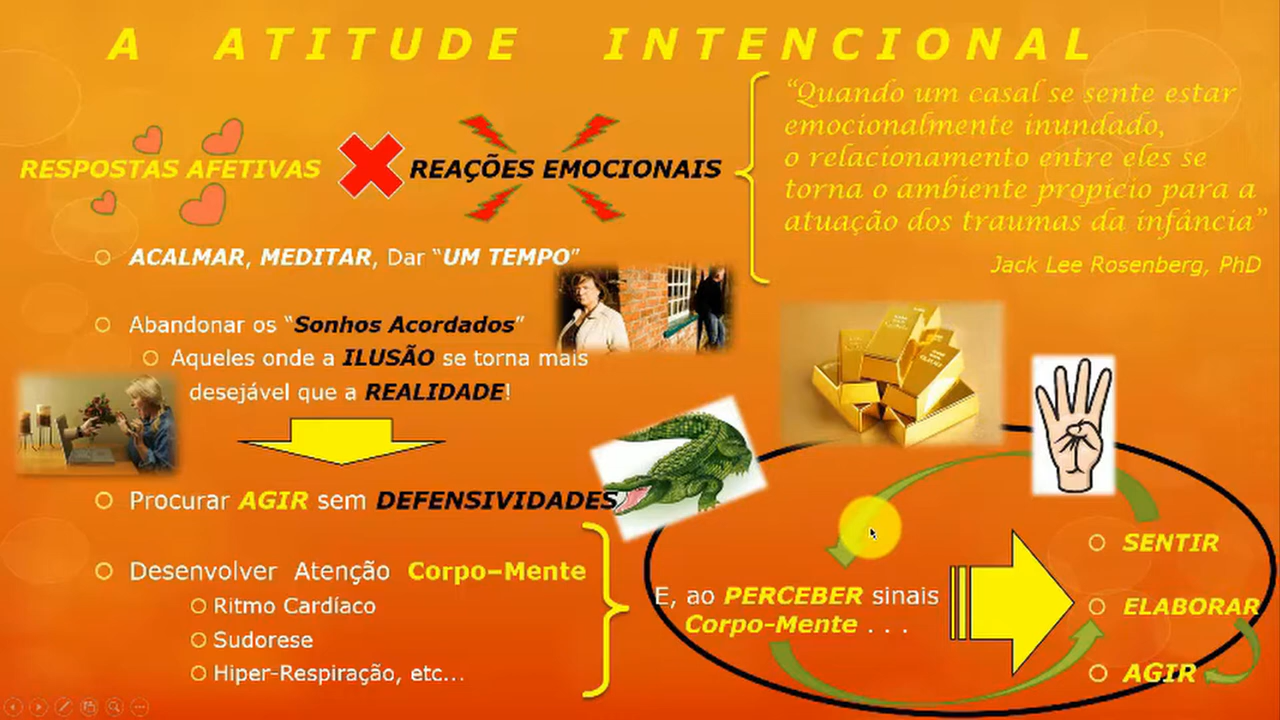 A ATITUDE INTENCIONAL
RESPOSTAS AFETIVAS
REAÇÕES EMOCIONAIS
“Quando um casal se sente estar
emocionalmente inundado,
o relacionamento entre eles se
torna o ambiente propício para a
atuação dos traumas da infância”
Jack Lee Rosenberg, PhD
ACALMAR, MEDITAR, Dar “UM TEMPO”
Abandonar os “Sonhos Acordados”
Aqueles onde a ILUSÃO se torna mais
desejável que a REALIDADE!
Procurar AGIR sem DEFENSIVIDADES
Desenvolver Atenção Corpo–Mente
Ritmo Cardíaco
Sudorese
Hiper-Respiração, etc...
E, ao PERCEBER sinais
Corpo-Mente . . .
SENTIR
ELABORAR
AGIR